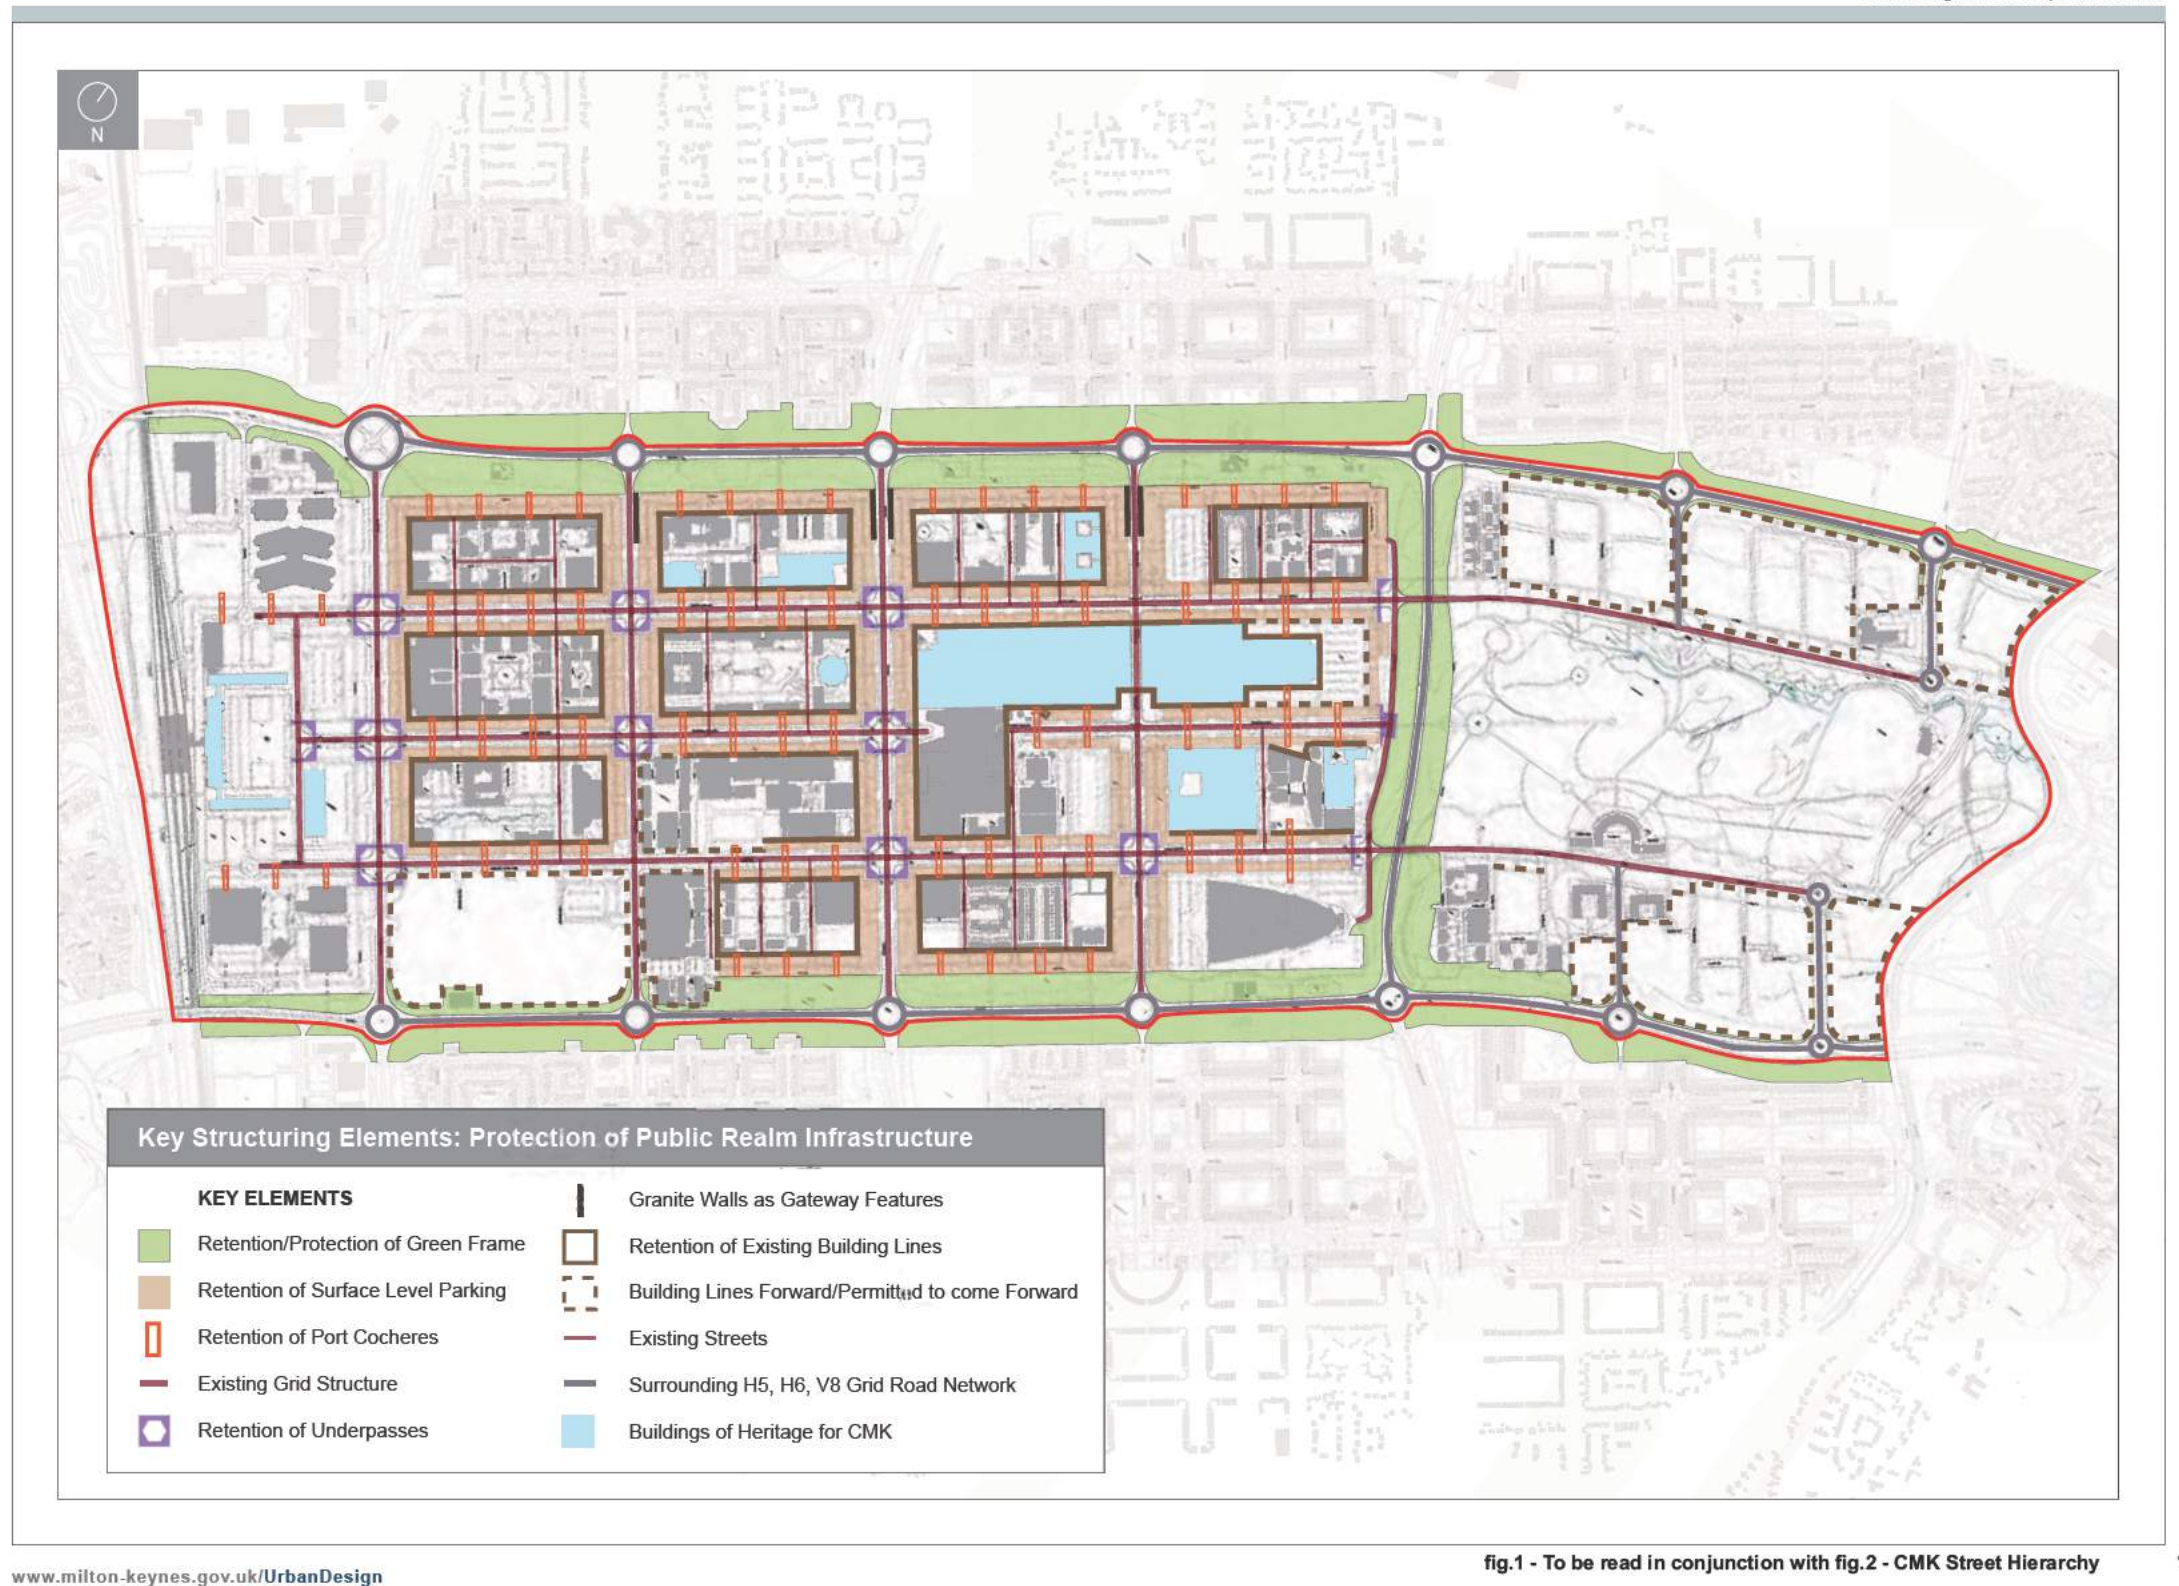 N
Key Structuring Elements: Protection of Public Realm Infrastructure
KEY ELEMENTS
Retention/Protection of Green Frame
Retention of Surface Level Parking
Retention of Port Cocheres
Existing Grid Structure
Retention of Underpasses
Granite Walls as Gateway Features
Retention of Existing Building Lines
Building Lines Forward/Permitted to come Forward
Existing Streets
Surrounding H5, H6, V8 Grid Road Network
Buildings of Heritage for CMK
fig.1 - To be read in conjunction with fig.2 - CMK Street Hierarchy
www.milton-keynes.gov.uk/UrbanDesign